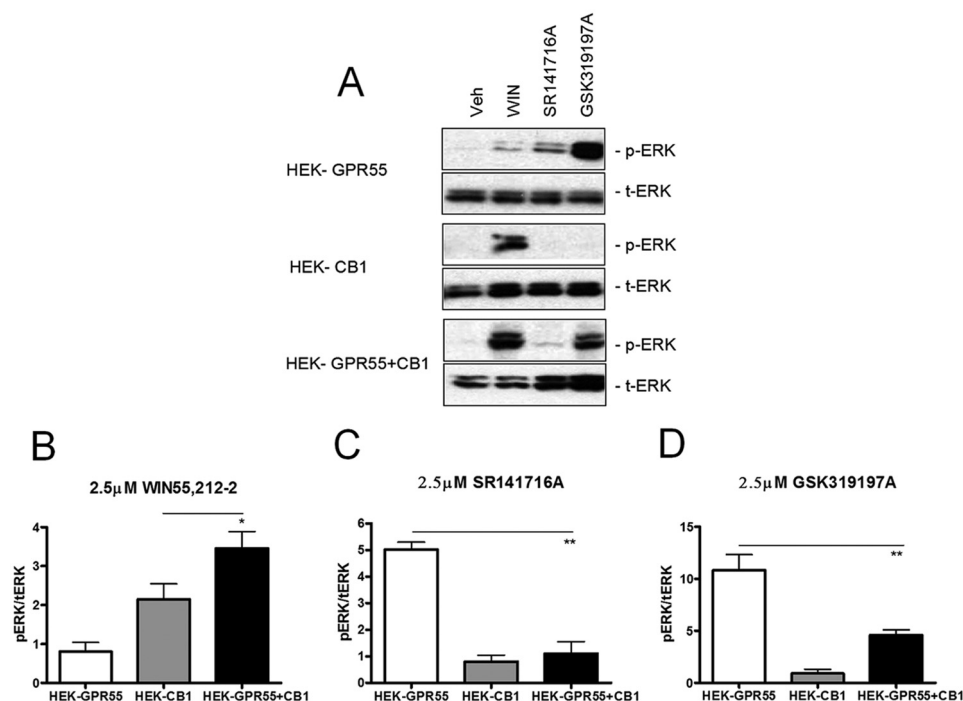 A
Veh
WIN
SR141716A
GSK319197A
HEK- GPR55
- p-ERK
- t-ERK
HEK- CB1
- p-ERK
- t-ERK
HEK- GPR55+CB1
- p-ERK
- t-ERK
B
2.5μM WIN55,212-2
*
pERK/tERK
4
3
2
1
0
HEK-GPR55 HEK-CB1 HEK-GPR55+CB1
C
2.5μM SR141716A
**
pERK/tERK
6
5
4
3
2
1
0
HEK-GPR55 HEK-CB1 HEK-GPR55+CB1
D
2.5μM GSK319197A
**
pERK/tERK
15
10
5
0
HEK-GPR55 HEK-CB1 HEK-GPR55+CB1